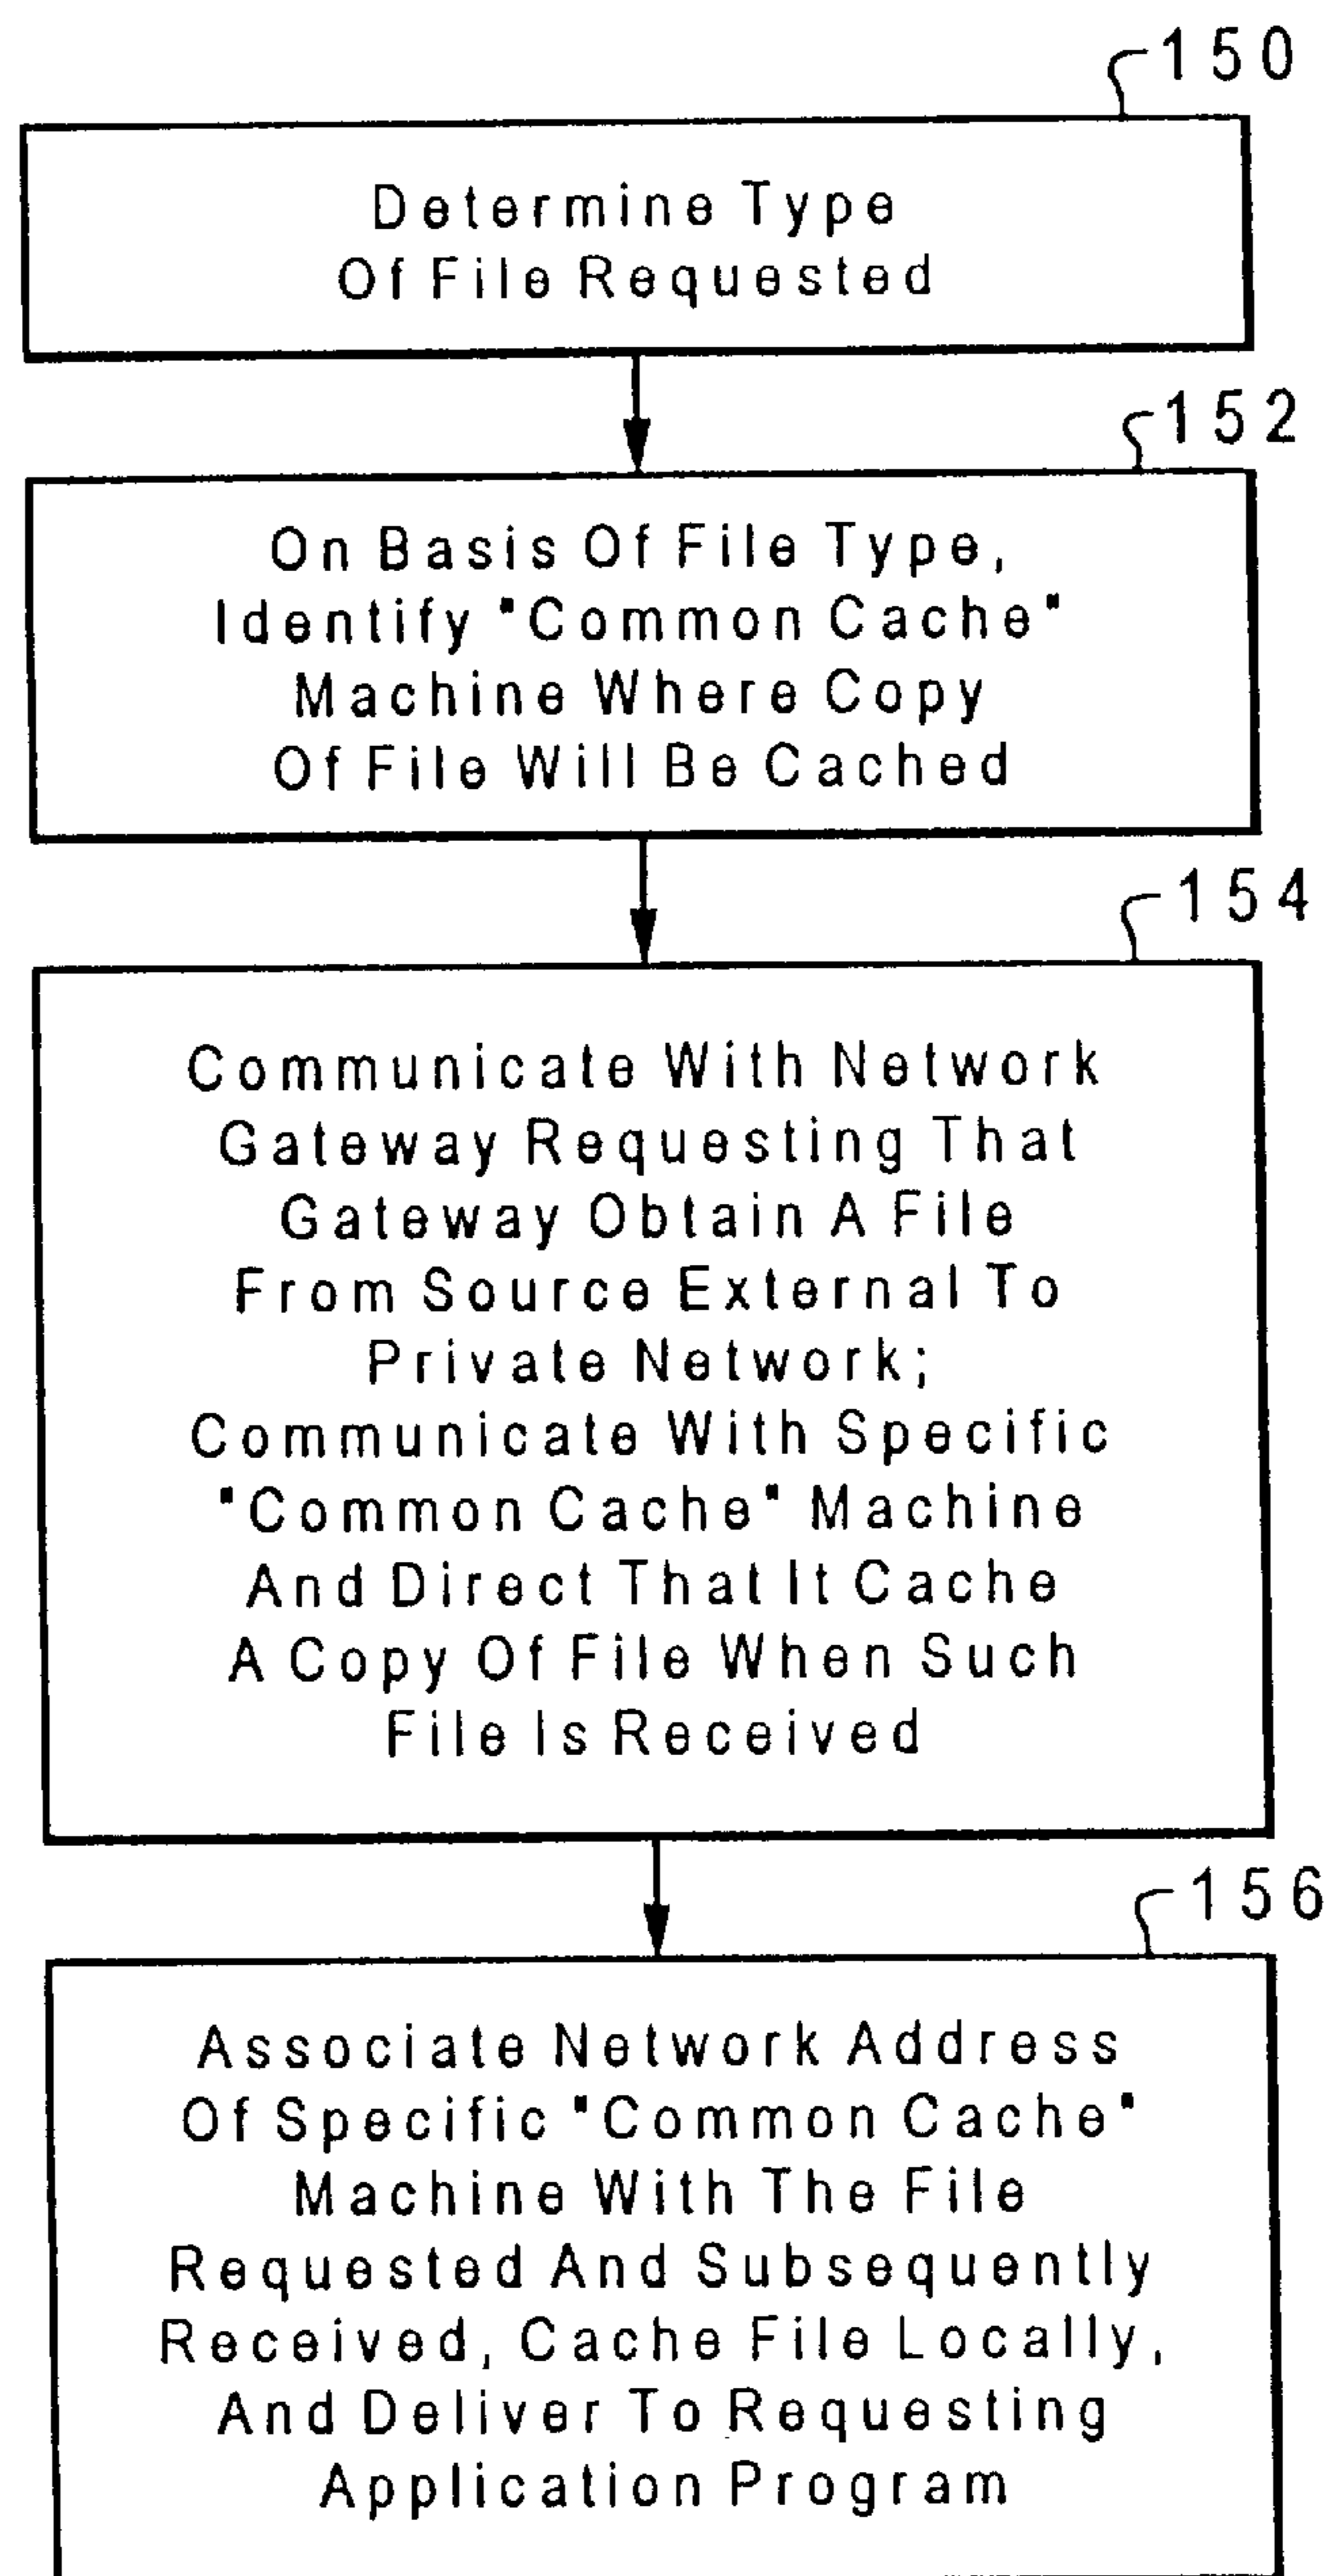 150
Determine Type
Of File Requested
152
On Basis Of File Type,
Identify "Common Cache"
Machine Where Copy
Of File Will Be Cached
154
Communicate With Network
Gateway Requesting That
Gateway Obtain A File
From Source External To
Private Network;
Communicate With Specific
"Common Cache" Machine
And Direct That It Cache
A Copy Of File When Such
File Is Received
156
Associate Network Address
Of Specific "Common Cache"
Machine With The File
Requested And Subsequently
Received, Cache File Locally,
And Deliver To Requesting
Application Program